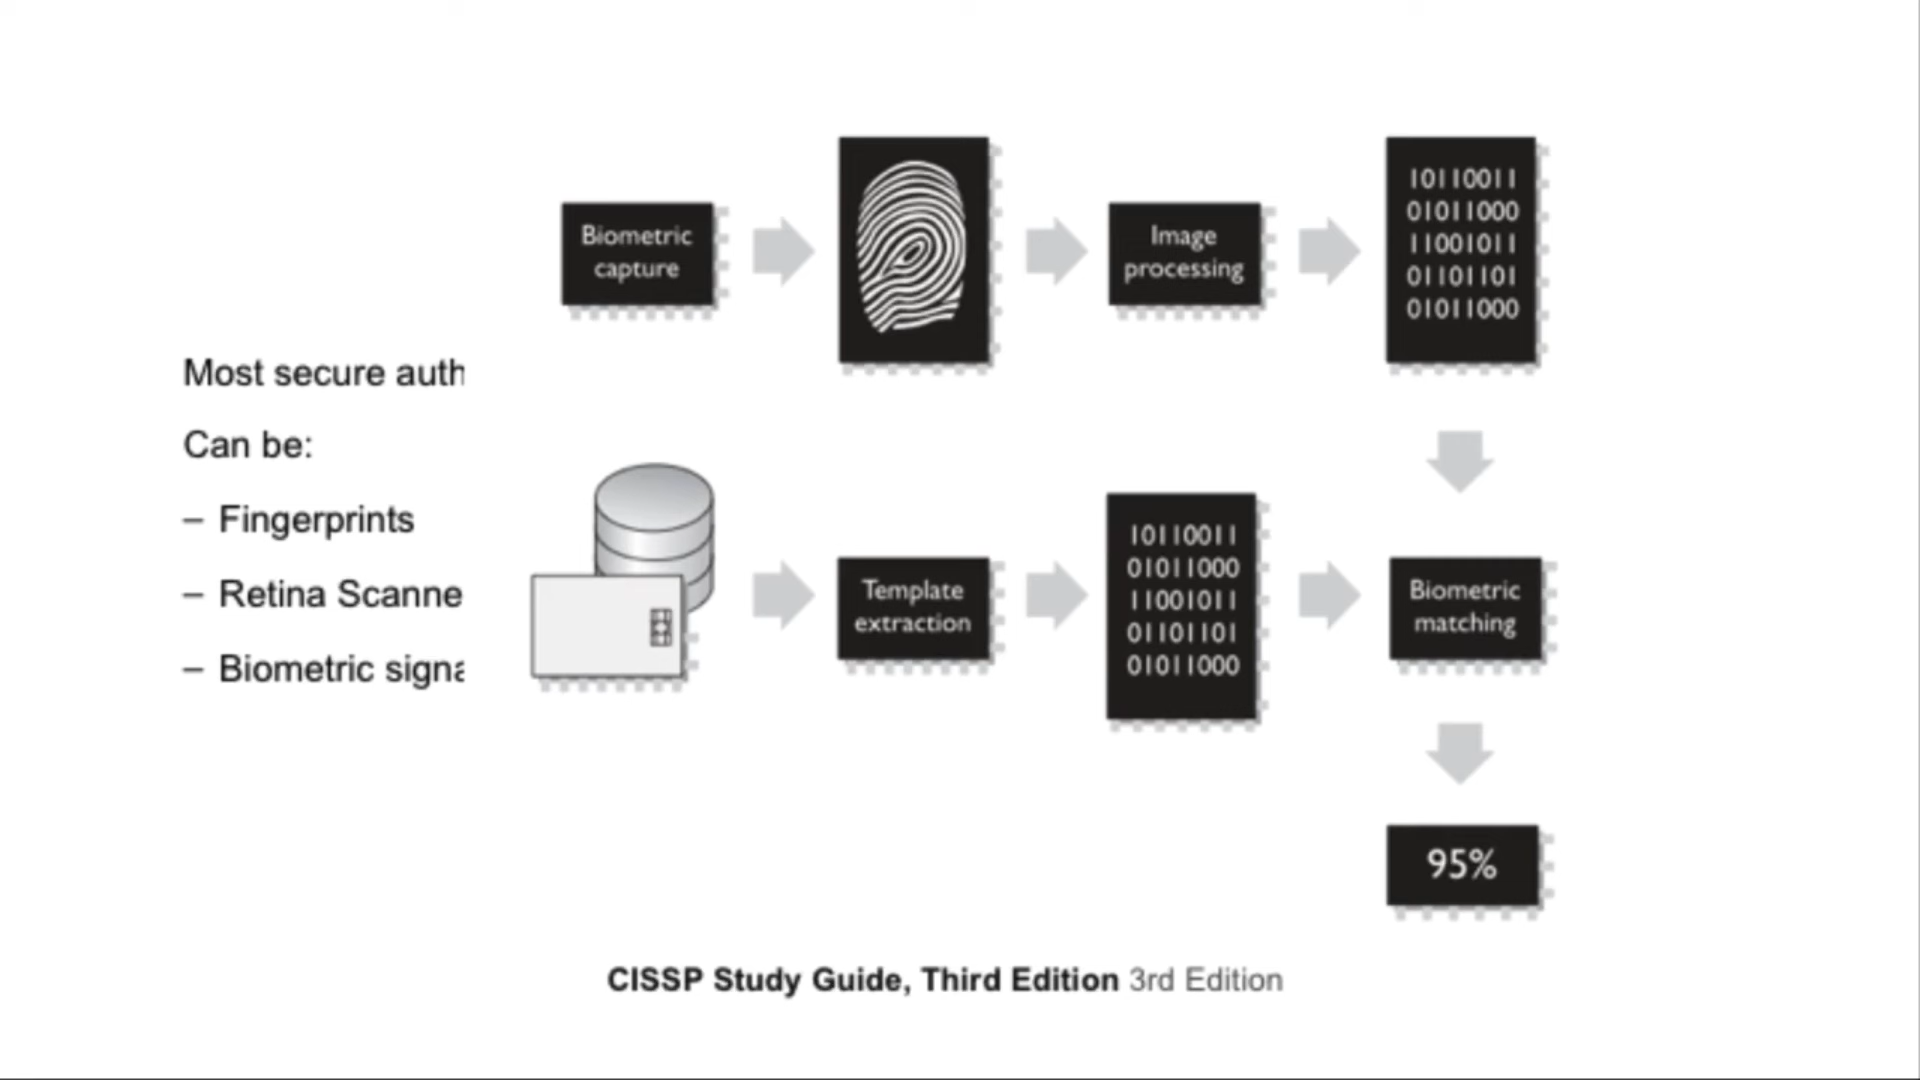 Biometric
capture
Image
processing
10110011
01011000
11001011
01101101
01011000
Most secure auth
Can be:
– Fingerprints
– Retina Scanne
– Biometric signa
Template
extraction
10110011
01011000
11001011
01101101
01011000
Biometric
matching
95%
CISSP Study Guide, Third Edition 3rd Edition